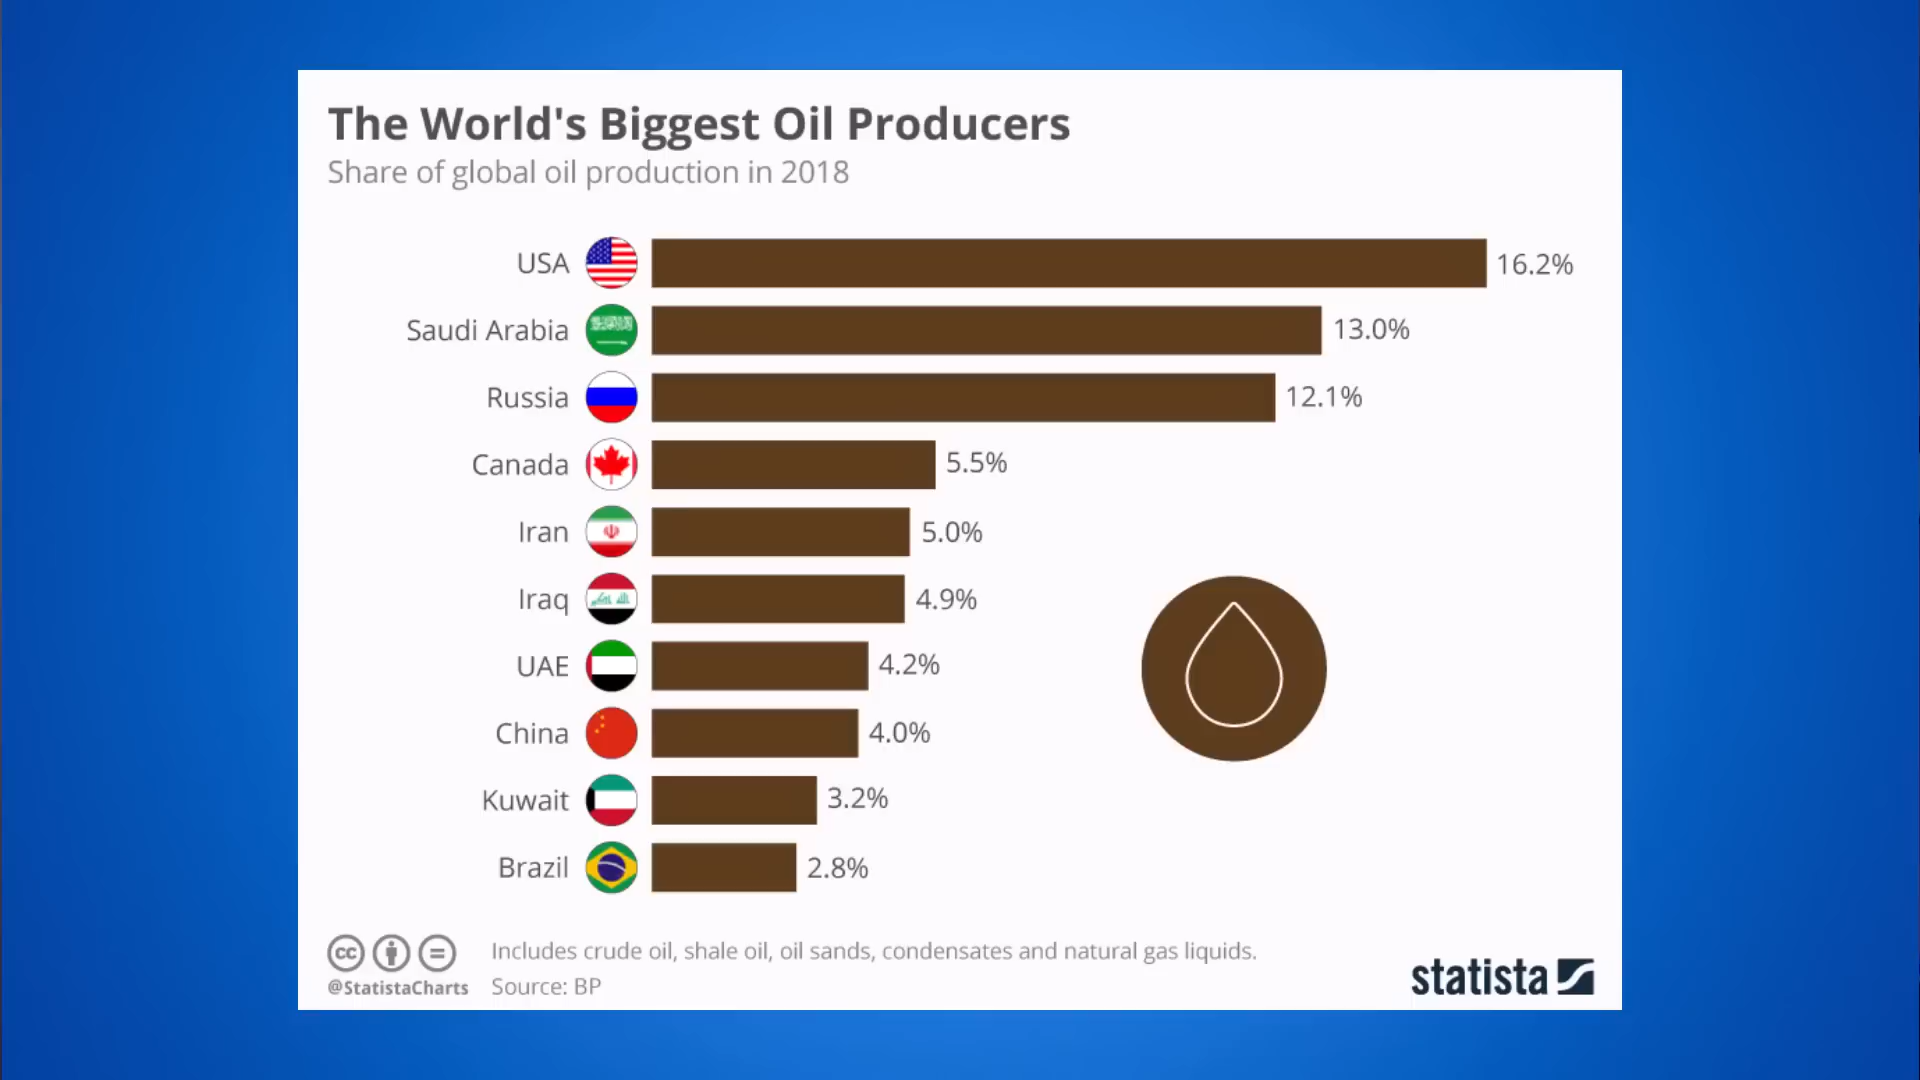 The World's Biggest Oil Producers
Share of global oil production in 2018
USA 16.2%
Saudi Arabia 13.0%
Russia 12.1%
Canada 5.5%
Iran 5.0%
Iraq 4.9%
UAE 4.2%
China 4.0%
Kuwait 3.2%
Brazil 2.8%
Includes crude oil, shale oil, oil sands, condensates and natural gas liquids.
@StatistaCharts Source: BP
statista